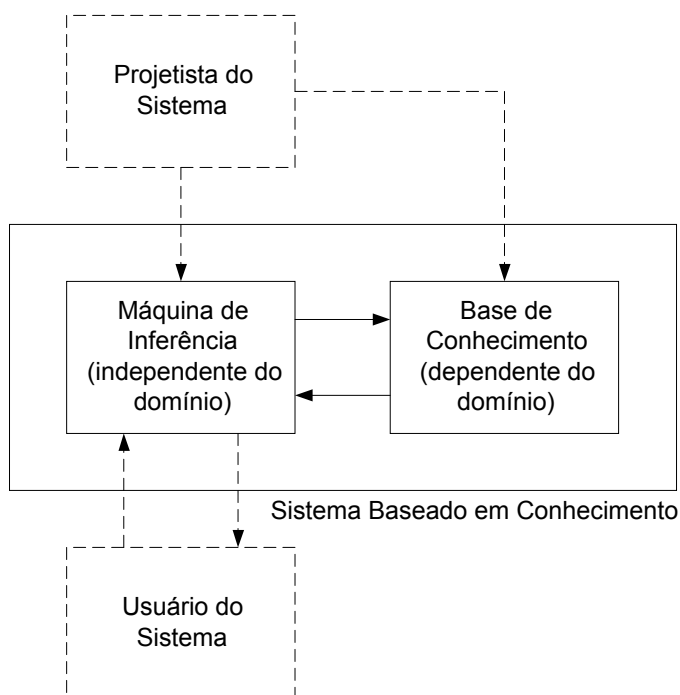 Projetista do
Sistema
Máquina de
Inferência
(independente do
domínio)
Base de
Conhecimento
(dependente do
domínio)
Sistema Baseado em Conhecimento
Usuário do
Sistema